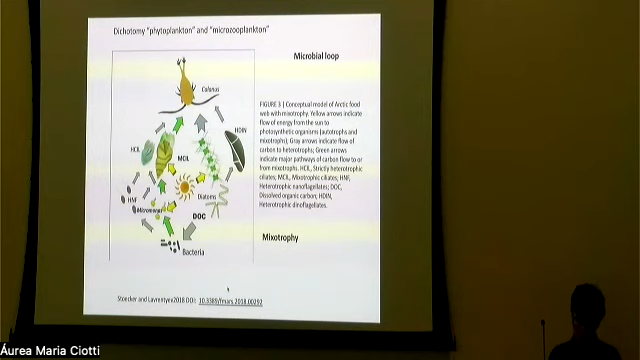 Dichotomy "phytoplankton" and "microzooplankton"
Microbial loop
Calanus
HDIN
HCIL
MCIL
Diatoms
HNF
Micromonas
DOC
Bacteria
FIGURE 3 | Conceptual model of Arctic food
web with mixotrophy. Yellow arrows indicate
flow of energy from the sun to
photosynthetic organisms (autotrophs and
mixotrophs), Gray arrows indicate flow of
carbon to heterotrophs; Green arrows
indicate major pathways of carbon flow to or
from mixotrophs. HCIL, Strictly heterotrophic
ciliates; MCIL, Mixotrophic ciliates; HNF,
Heterotrophic nanoflagellates; DOC,
Dissolved organic carbon; HDIN,
Heterotrophic dinoflagellates.
Mixotrophy
Stoecker and Lavrentyev2018 DOI: 10.3389/fmars.2018.00292
Áurea Maria Ciotti